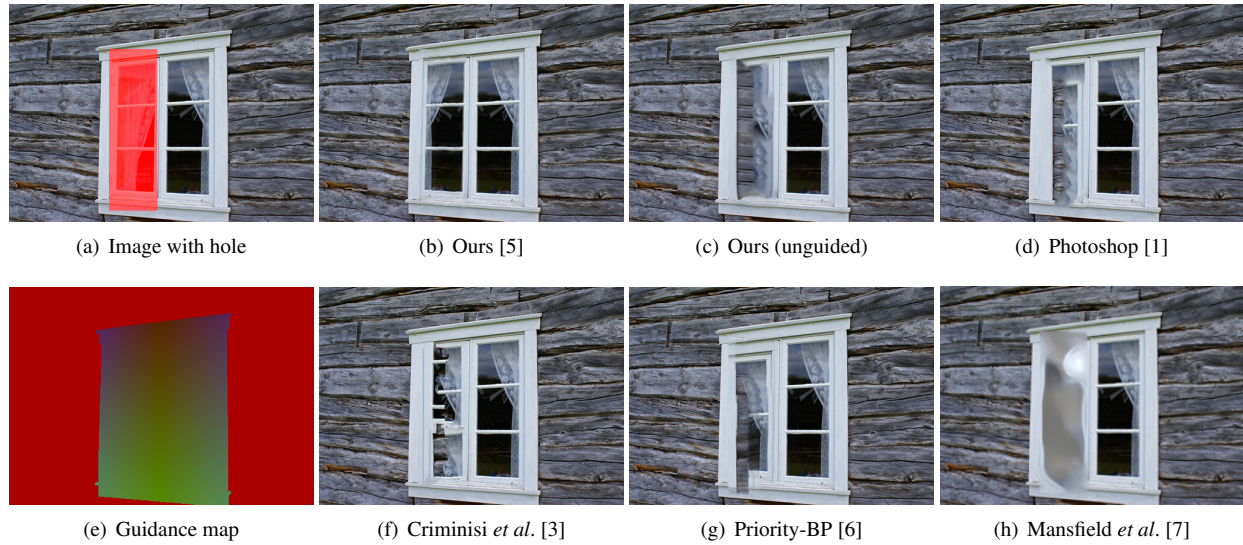 (a) Image with hole
(b) Ours [5]
(c) Ours (unguided)
(d) Photoshop [1]
(e) Guidance map
(f) Criminisi et al. [3]
(g) Priority-BP [6]
(h) Mansfield et al. [7]